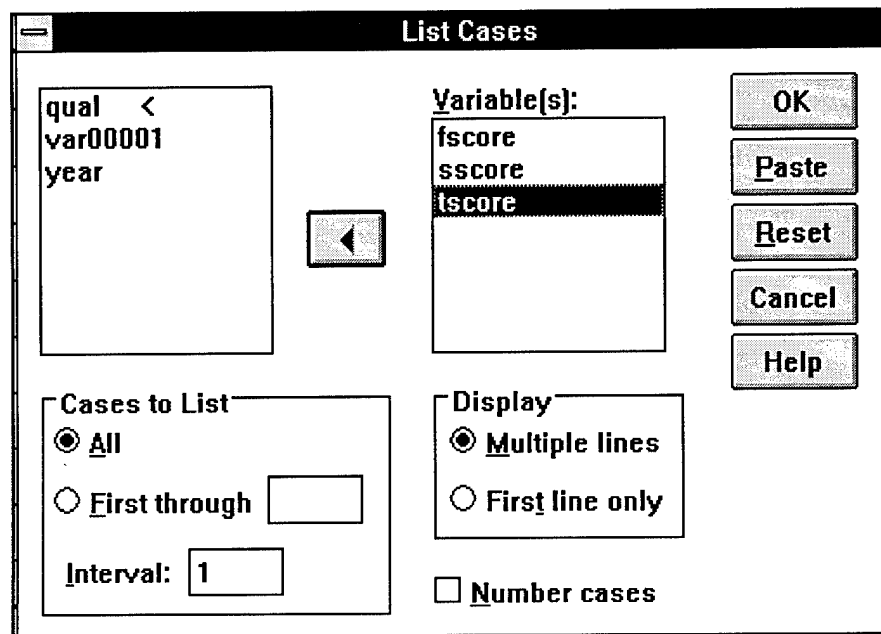 List Cases
qual <
var00001
year
Variable(s):
fscore
sscore
tscore
OK
Paste
Reset
Cancel
Help
Cases to List
All
First through
Interval: 1
Display
Multiple lines
First line only
Number cases